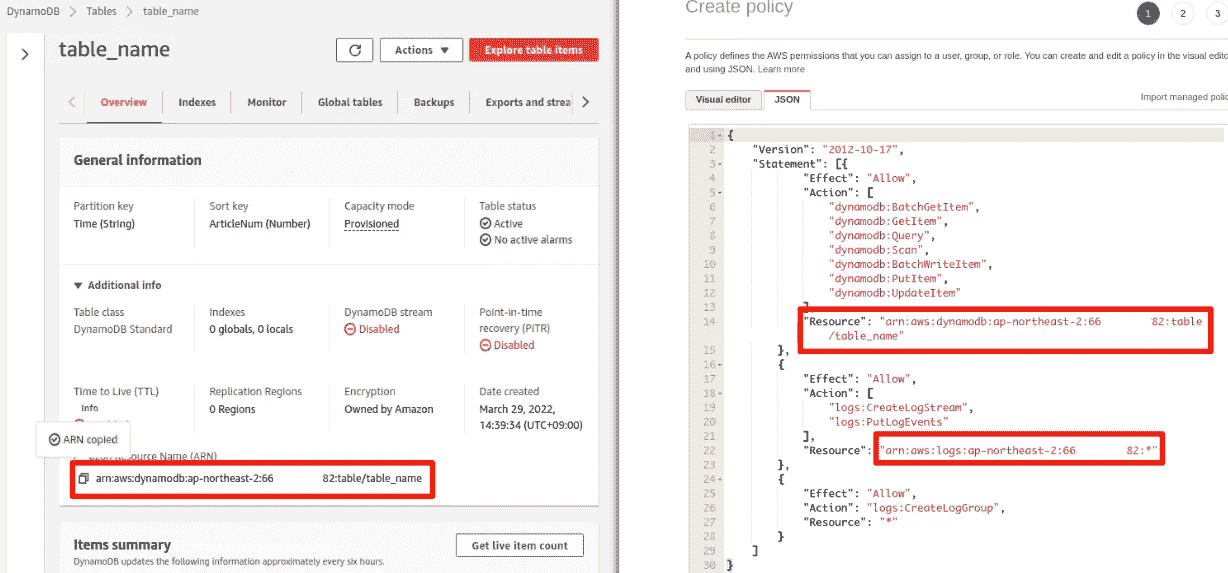 DynamoDB > Tables > table_name
table_name
Actions
Explore table items
Overview
Indexes
Monitor
Global tables
Backups
Exports and strea
General information
Partition key
Time (String)
Sort key
ArticleNum (Number)
Capacity mode
Provisioned
Table status
Active
No active alarms
Additional info
Table class
DynamoDB Standard
Indexes
0 globals, 0 locals
DynamoDB stream
Disabled
Point-in-time
recovery (PITR)
Disabled
Time to Live (TTL)
Info
Replication Regions
0 Regions
Encryption
Owned by Amazon
Date created
March 29, 2022,
14:39:34 (UTC+09:00)
ARN copied
Resource Name (ARN)
arn:aws:dynamodb:ap-northeast-2:66 82:table/table_name
Items summary
DynamoDB updates the following information approximately every six hours.
Get live item count
Create policy
1
2
3
A policy defines the AWS permissions that you can assign to a user, group, or role. You can create and edit a policy in the visual edito
and using JSON. Learn more
Visual editor
JSON
Import managed polic
1 {
2 "Version": "2012-10-17",
3 "Statement": [{
4 "Effect": "Allow",
5 "Action": [
6 "dynamodb:BatchGetItem",
7 "dynamodb:GetItem",
8 "dynamodb:Query",
9 "dynamodb:Scan",
10 "dynamodb:BatchWriteItem",
11 "dynamodb:PutItem",
12 "dynamodb:UpdateItem"
13 ],
14 "Resource": "arn:aws:dynamodb:ap-northeast-2:66 82:table
/table_name"
15 },
16 {
17 "Effect": "Allow",
18 "Action": [
19 "logs:CreateLogStream",
20 "logs:PutLogEvents"
21 ],
22 "Resource": "arn:aws:logs:ap-northeast-2:66 82:*"
23 },
24 {
25 "Effect": "Allow",
26 "Action": "logs:CreateLogGroup",
27 "Resource": "*"
28 }
29 ]
30 }